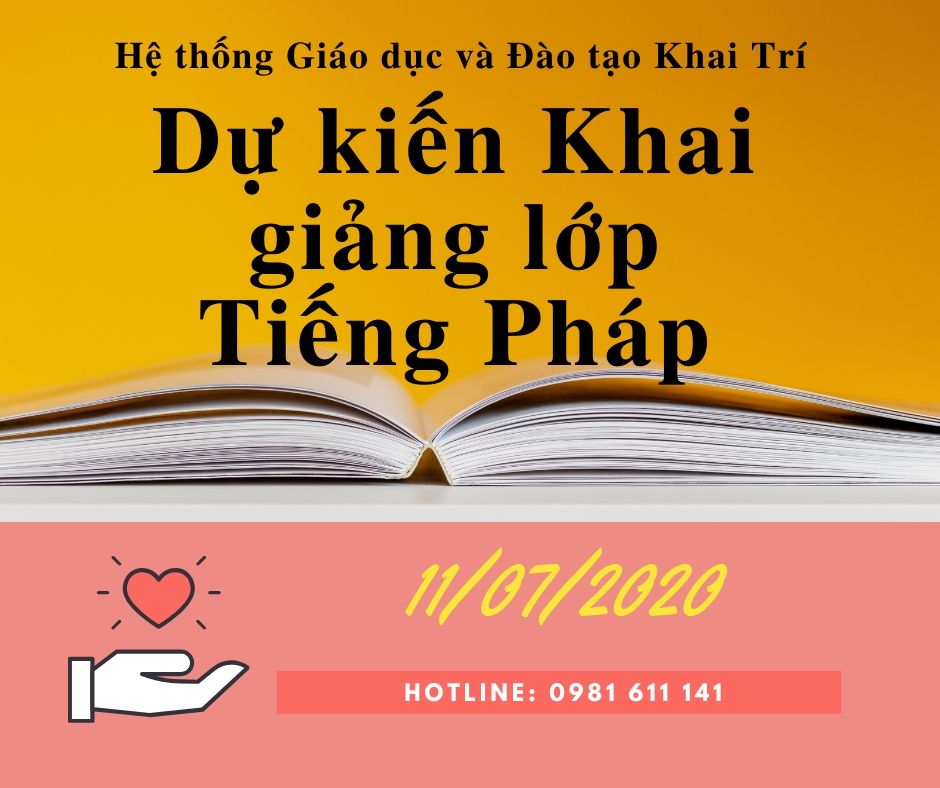 Hệ thống Giáo dục và Đào tạo Khai Trí
Dự kiến Khai
giảng lớp
Tiếng Pháp
11/07/2020
HOTLINE: 0981 611 141